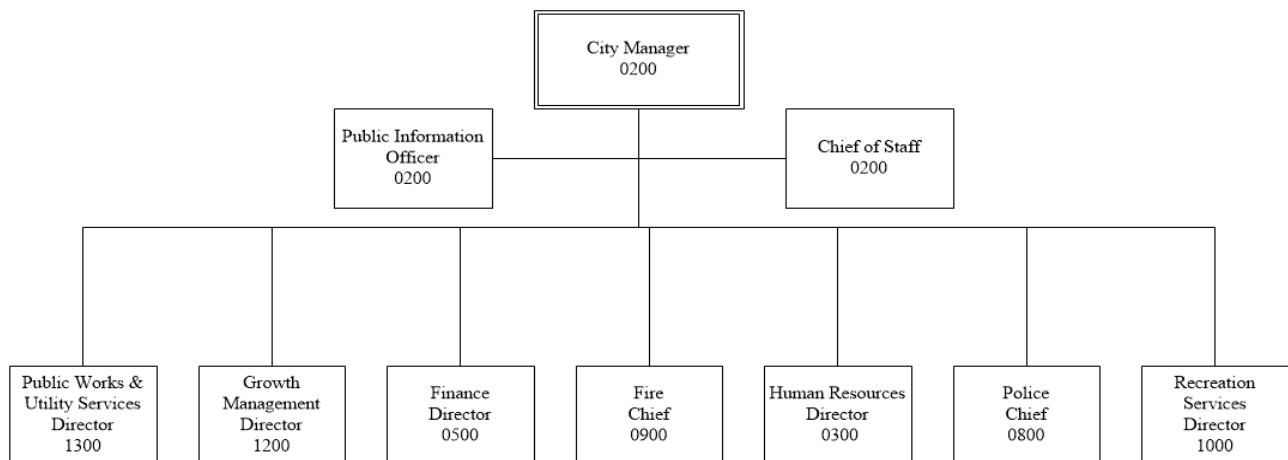 City Manager
0200
Public Information
Officer
0200
Chief of Staff
0200
Public Works &
Utility Services
Director
1300
Growth
Management
Director
1200
Finance
Director
0500
Fire
Chief
0900
Human Resources
Director
0300
Police
Chief
0800
Recreation
Services
Director
1000